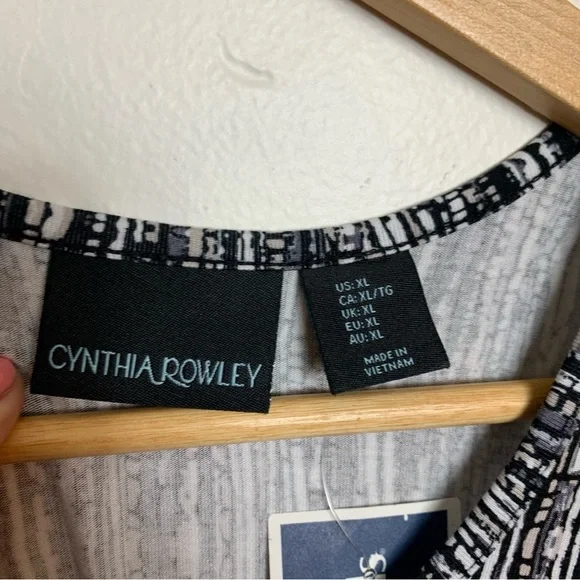 CYNTHIA ROWLEY
US: XL
CA: XL/TG
UK: XL
EU: XL
AU: XL
MADE IN
VIETNAM